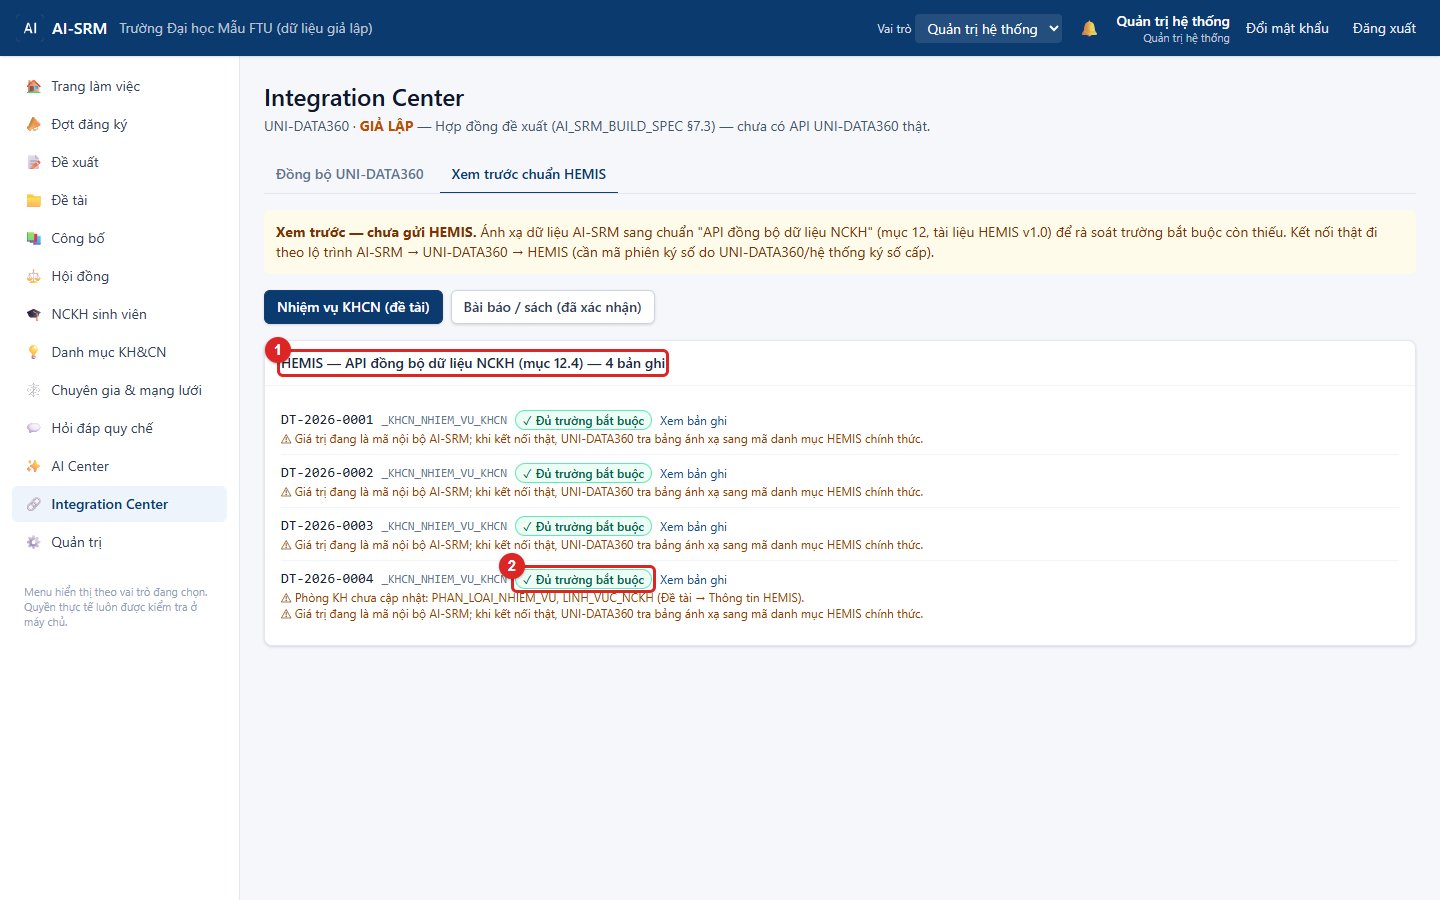 AI AI-SRM Trường Đại học Mẫu FTU (dữ liệu giả lập) Vai trò Quản trị hệ thống Quản trị hệ thống Đổi mật khẩu Đăng xuất
Quản trị hệ thống
Trang làm việc
Đợt đăng ký
Đề xuất
Đề tài
Công bố
Hội đồng
NCKH sinh viên
Danh mục KH&CN
Chuyên gia & mạng lưới
Hỏi đáp quy chế
AI Center
Integration Center
Quản trị
Menu hiển thị theo vai trò đang chọn.
Quyền thực tế luôn được kiểm tra ở
máy chủ.
Integration Center
UNI-DATA360 · GIẢ LẬP — Hợp đồng đề xuất (AI_SRM_BUILD_SPEC §7.3) — chưa có API UNI-DATA360 thật.
Đồng bộ UNI-DATA360 Xem trước chuẩn HEMIS
Xem trước — chưa gửi HEMIS. Ánh xạ dữ liệu AI-SRM sang chuẩn "API đồng bộ dữ liệu NCKH" (mục 12, tài liệu HEMIS v1.0) để rà soát trường bắt buộc còn thiếu. Kết nối thật đi
theo lộ trình AI-SRM → UNI-DATA360 → HEMIS (cần mã phiên ký số do UNI-DATA360/hệ thống ký số cấp).
Nhiệm vụ KHCN (đề tài) Bài báo / sách (đã xác nhận)
1
HEMIS — API đồng bộ dữ liệu NCKH (mục 12.4) — 4 bản ghi
DT-2026-0001 _KHCN_NHIEM_VU_KHCN ✓ Đủ trường bắt buộc Xem bản ghi
⚠ Giá trị đang là mã nội bộ AI-SRM; khi kết nối thật, UNI-DATA360 tra bảng ánh xạ sang mã danh mục HEMIS chính thức.
DT-2026-0002 _KHCN_NHIEM_VU_KHCN ✓ Đủ trường bắt buộc Xem bản ghi
⚠ Giá trị đang là mã nội bộ AI-SRM; khi kết nối thật, UNI-DATA360 tra bảng ánh xạ sang mã danh mục HEMIS chính thức.
DT-2026-0003 _KHCN_NHIEM_VU_KHCN ✓ Đủ trường bắt buộc Xem bản ghi
⚠ Giá trị đang là mã nội bộ AI-SRM; khi kết nối thật, UNI-DATA360 tra bảng ánh xạ sang mã danh mục HEMIS chính thức.
2
DT-2026-0004 _KHCN_NHIEM_VU_KHCN ✓ Đủ trường bắt buộc Xem bản ghi
⚠ Phòng KH chưa cập nhật: PHAN_LOAI_NHIEM_VU, LINH_VUC_NCKH (Đề tài → Thông tin HEMIS).
⚠ Giá trị đang là mã nội bộ AI-SRM; khi kết nối thật, UNI-DATA360 tra bảng ánh xạ sang mã danh mục HEMIS chính thức.